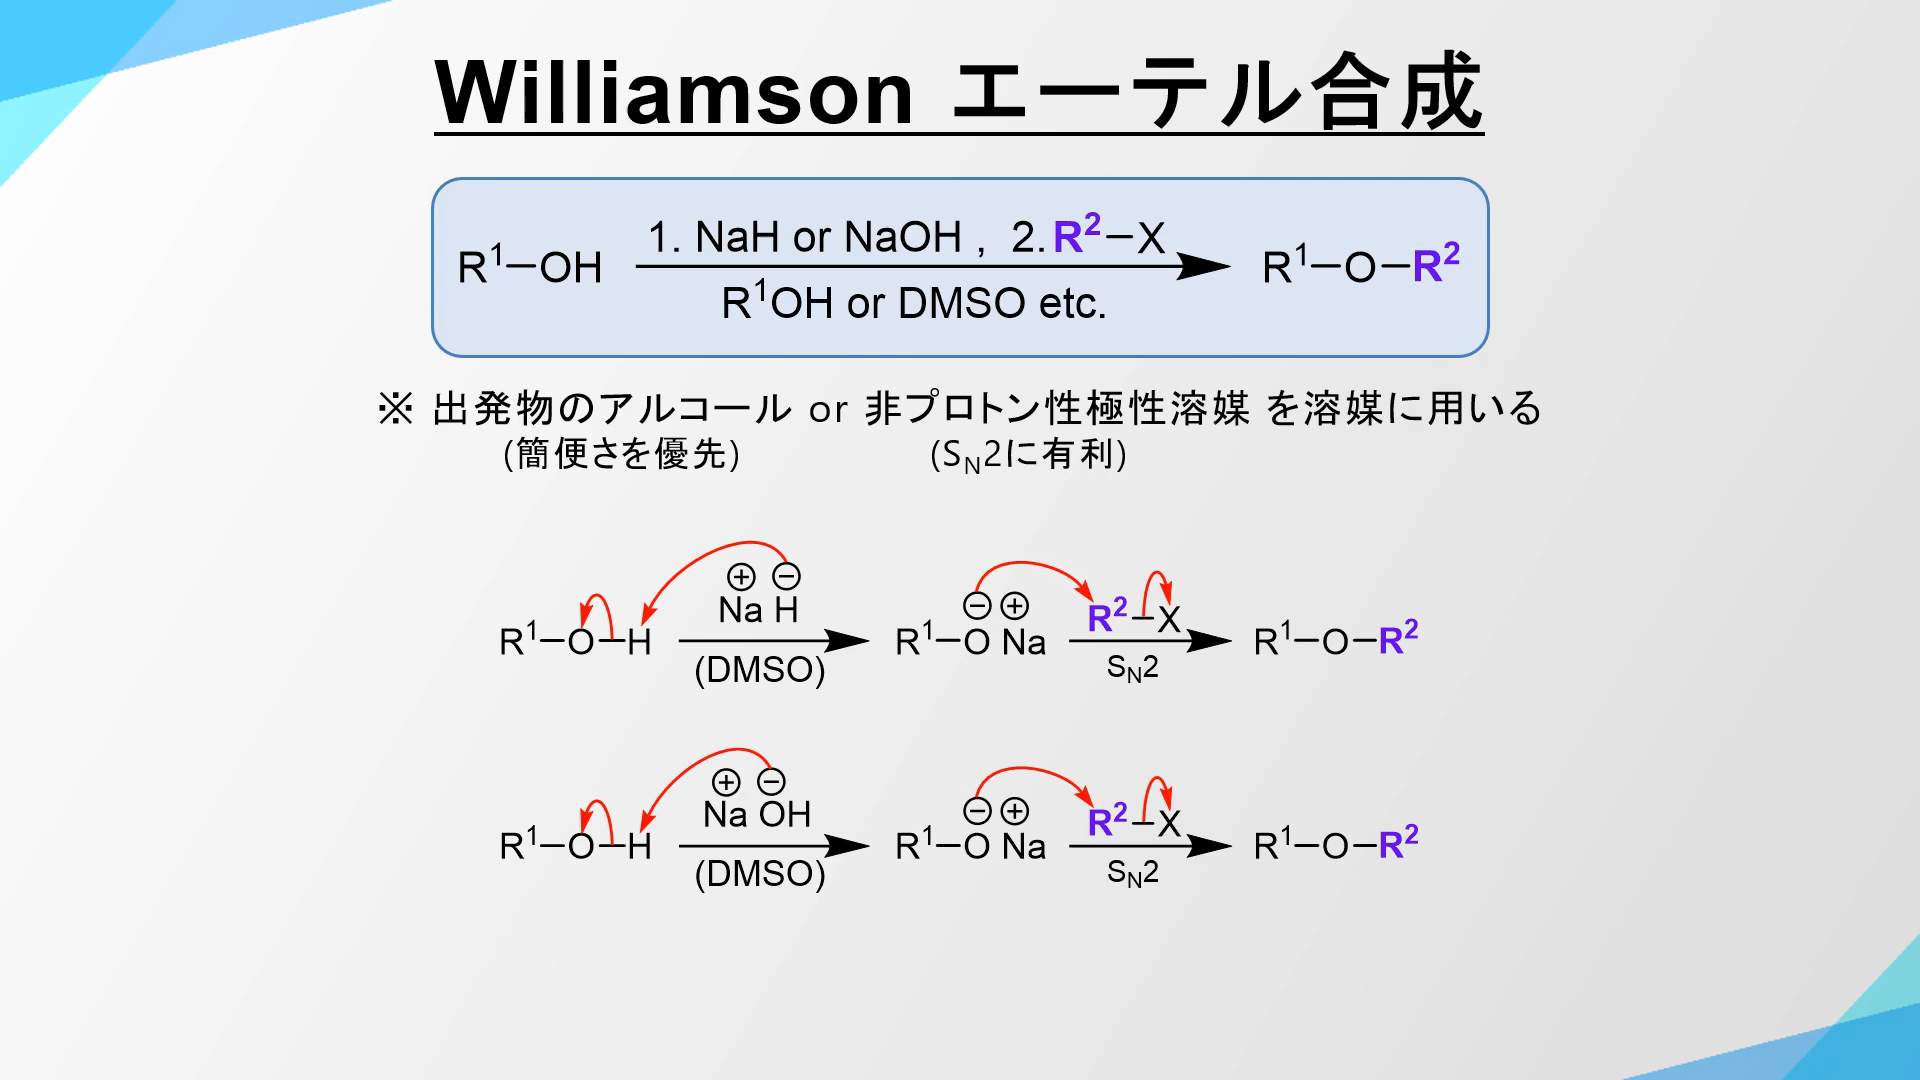 Williamson エーテル合成
1. NaH or NaOH , 2. R²–X
R¹–OH
R¹–O–R²
R¹OH or DMSO etc.
※ 出発物のアルコール or 非プロトン性極性溶媒 を溶媒に用いる
(簡便さを優先) (S_N2に有利)
⊕ ⊖ ⊖ ⊕
Na H R²–X
R¹–O–H R¹–O Na R¹–O–R²
(DMSO) S_N2
⊕ ⊖ ⊖ ⊕
Na OH R²–X
R¹–O–H R¹–O Na R¹–O–R²
(DMSO) S_N2